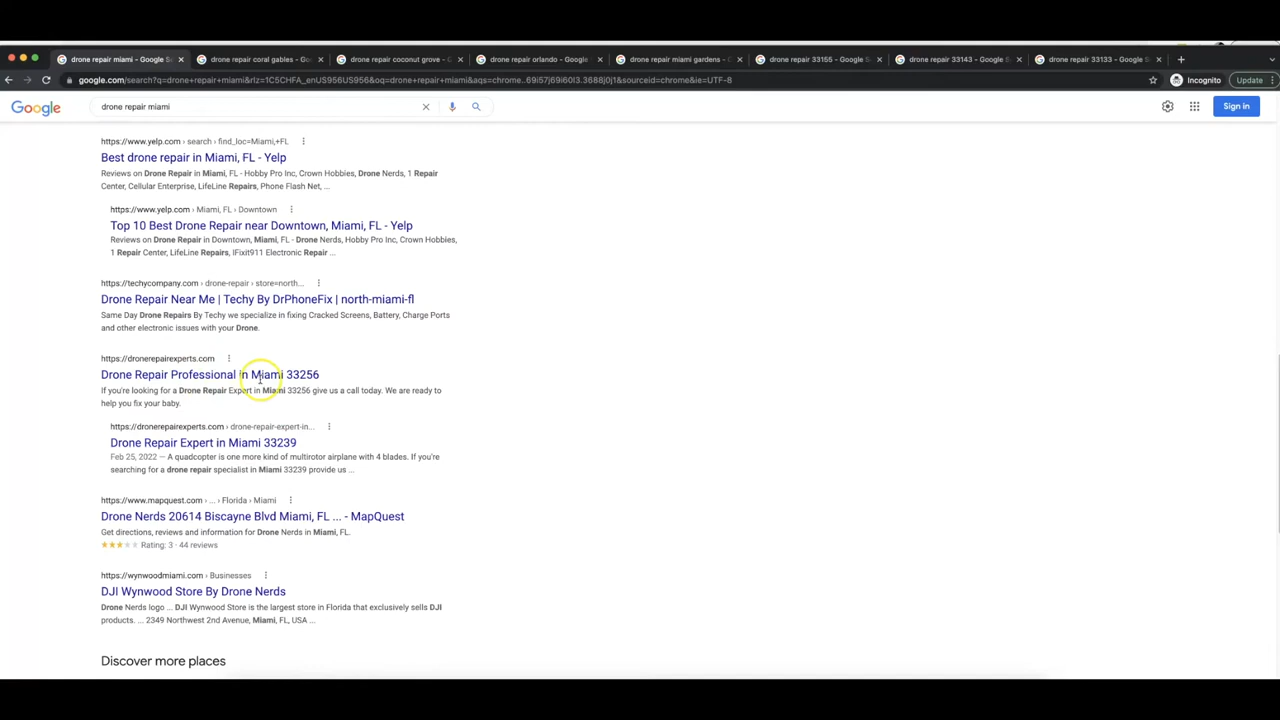 drone repair miami - Google S
drone repair coral gables - Go
drone repair coconut grove - G
drone repair orlando - Google
drone repair miami gardens - G
drone repair 33155 - Google S
drone repair 33143 - Google S
drone repair 33133 - Google S
google.com/search?q=drone+repair+miami&rlz=1C5CHFA_enUS956US956&oq=drone+repair+miami&aqs=chrome..69i57j69i60l3.3688j0j1&sourceid=chrome&ie=UTF-8
Incognito
Update
Google
drone repair miami
Sign in
https://www.yelp.com › search › find_loc=Miami,+FL
Best drone repair in Miami, FL - Yelp
Reviews on Drone Repair in Miami, FL - Hobby Pro Inc, Crown Hobbies, Drone Nerds, 1 Repair
Center, Cellular Enterprise, LifeLine Repairs, Phone Flash Net, ...
https://www.yelp.com › Miami, FL › Downtown
Top 10 Best Drone Repair near Downtown, Miami, FL - Yelp
Reviews on Drone Repair in Downtown, Miami, FL - Drone Nerds, Hobby Pro Inc, Crown Hobbies,
1 Repair Center, LifeLine Repairs, IFixit911 Electronic Repair ...
https://techycompany.com › drone-repair › store=north...
Drone Repair Near Me | Techy By DrPhoneFix | north-miami-fl
Same Day Drone Repairs By Techy we specialize in fixing Cracked Screens, Battery, Charge Ports
and other electronic issues with your Drone.
https://dronerepairexperts.com
Drone Repair Professional in Miami 33256
If you're looking for a Drone Repair Expert in Miami 33256 give us a call today. We are ready to
help you fix your baby.
https://dronerepairexperts.com › drone-repair-expert-in...
Drone Repair Expert in Miami 33239
Feb 25, 2022 — A quadcopter is one more kind of multirotor airplane with 4 blades. If you're
searching for a drone repair specialist in Miami 33239 provide us ...
https://www.mapquest.com › ... › Florida › Miami
Drone Nerds 20614 Biscayne Blvd Miami, FL ... - MapQuest
Get directions, reviews and information for Drone Nerds in Miami, FL.
Rating: 3 · 44 reviews
https://wynwoodmiami.com › Businesses
DJI Wynwood Store By Drone Nerds
Drone Nerds logo ... DJI Wynwood Store is the largest store in Florida that exclusively sells DJI
products. ... 2349 Northwest 2nd Avenue, Miami, FL, USA ...
Discover more places